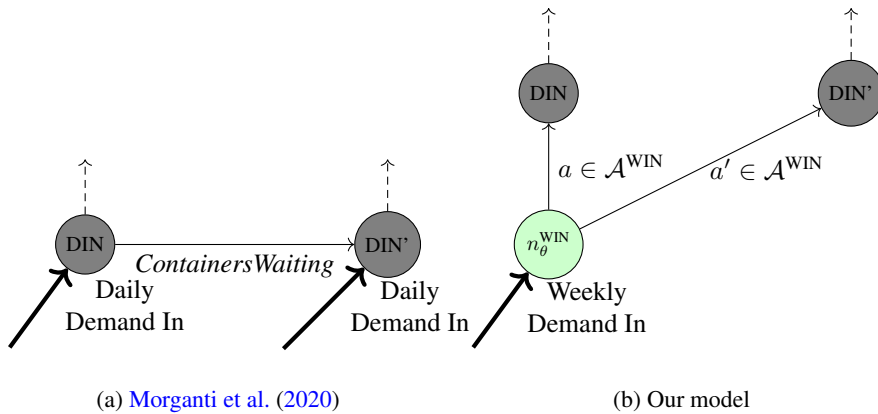 DIN
DIN'
a ∈ 𝒜^WIN
a′ ∈ 𝒜^WIN
DIN
DIN'
n_θ^WIN
ContainersWaiting
Daily
Demand In
Daily
Demand In
Weekly
Demand In
(a) Morganti et al. (2020)
(b) Our model